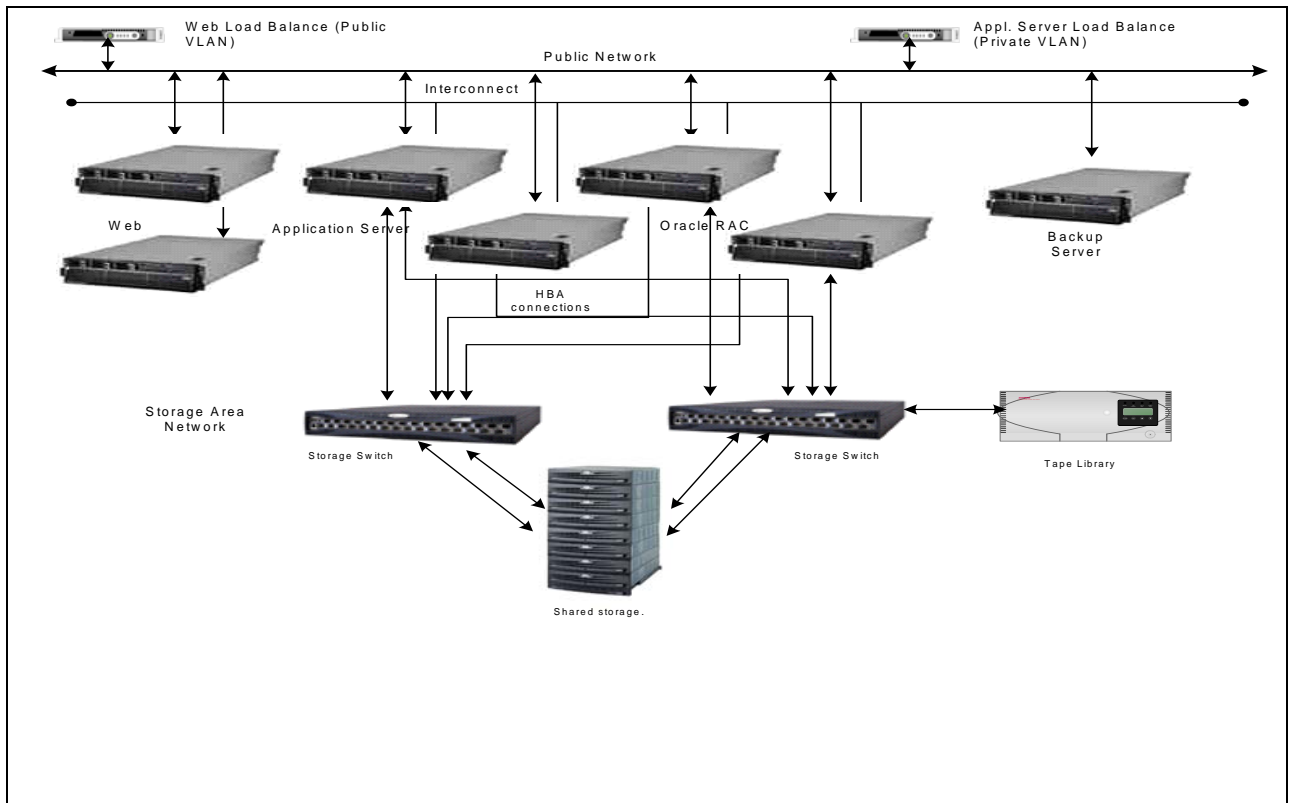 Web Load Balance (Public
VLAN)
Appl. Server Load Balance
(Private VLAN)
Public Network
Interconnect
Web
Application Server
Oracle RAC
Backup
Server
HBA
connections
Storage Area
Network
Storage Switch
Storage Switch
Tape Library
Shared storage.